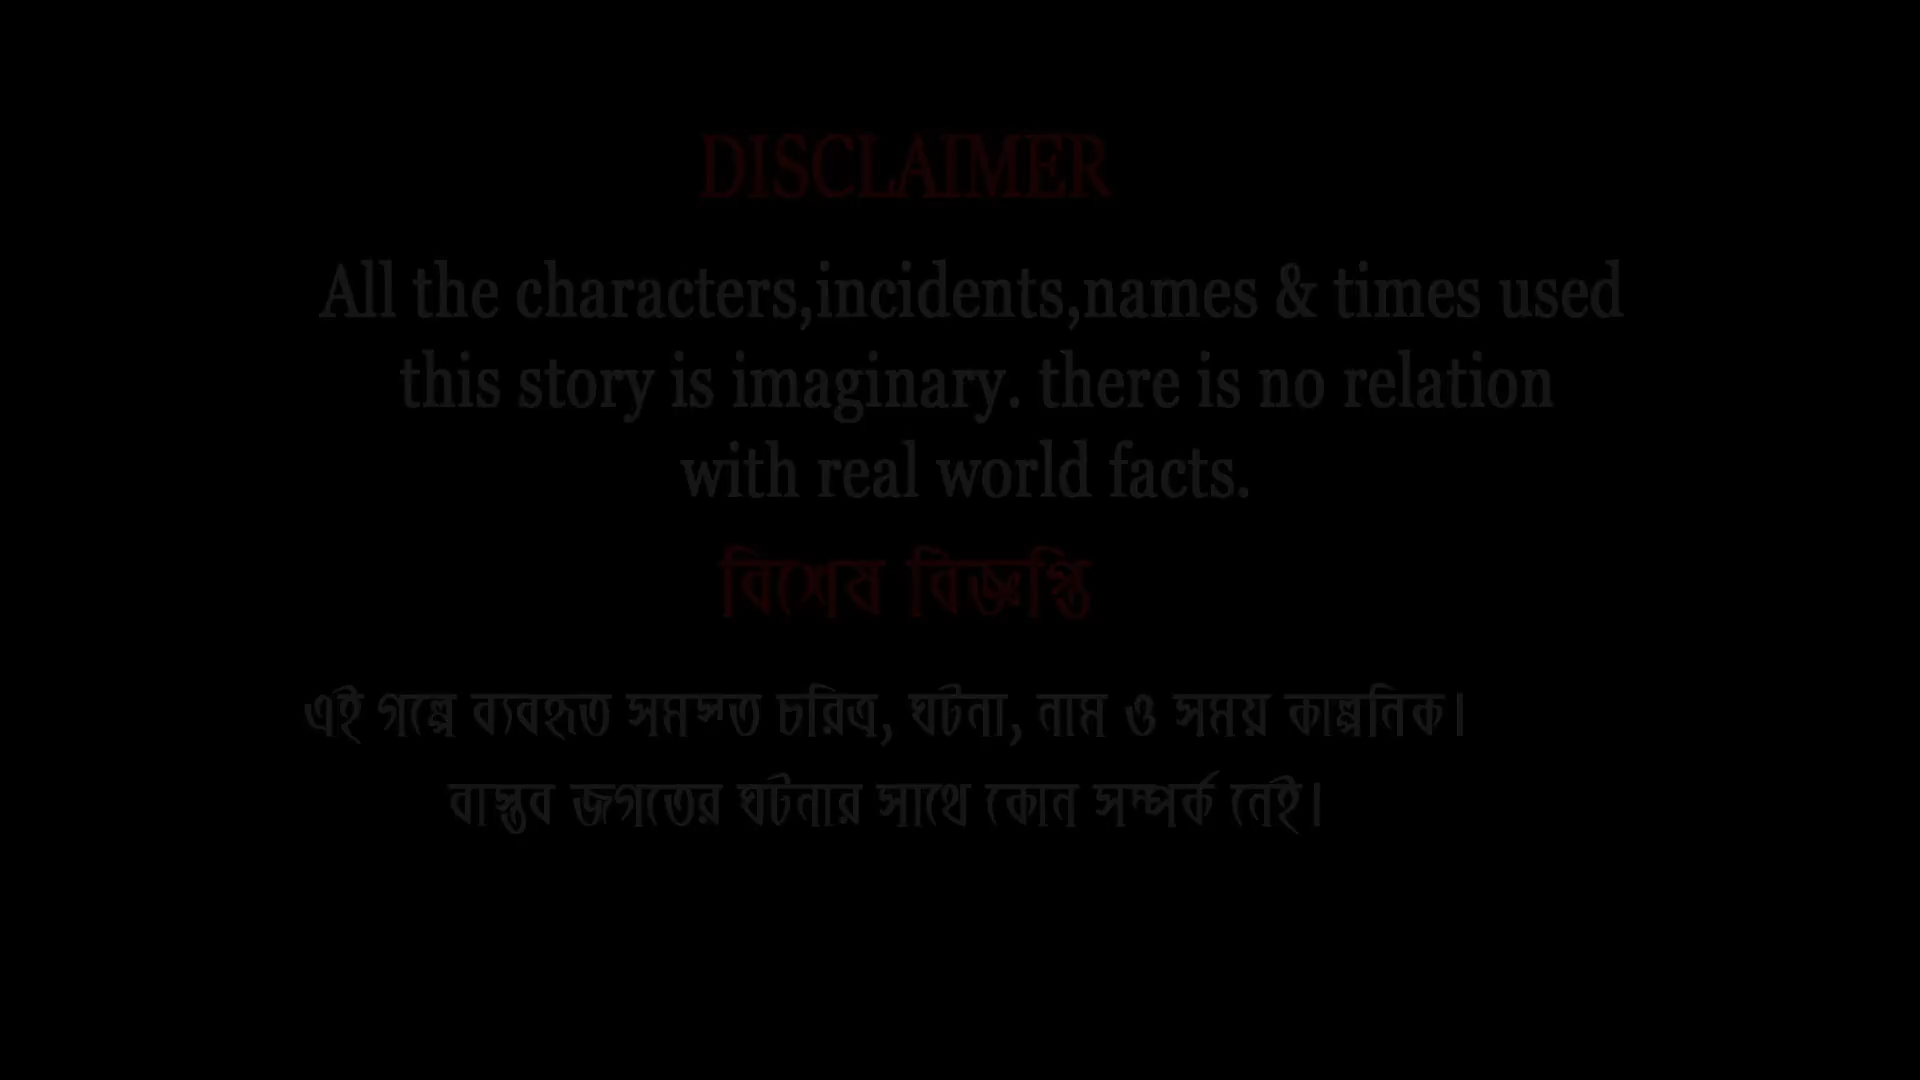 DISCLAIMER
All the characters,incidents,names & times used
this story is imaginary. there is no relation
with real world facts.
বিশেষ বিজ্ঞপ্তি
এই গল্পে ব্যবহৃত সমস্ত চরিত্র, ঘটনা, নাম ও সময় কাল্পনিক।
বাস্তব জগতের ঘটনার সাথে কোন সম্পর্ক নেই।